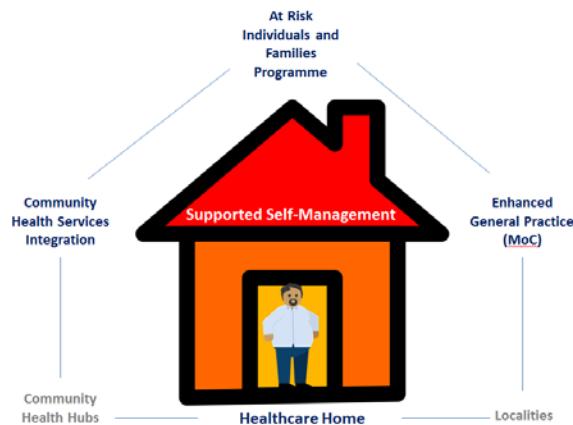 At Risk
Individuals and
Families
Programme
Supported Self-Management
Community
Health Services
Integration
Enhanced
General Practice
(MoC)
Community
Health Hubs
Healthcare Home
Localities